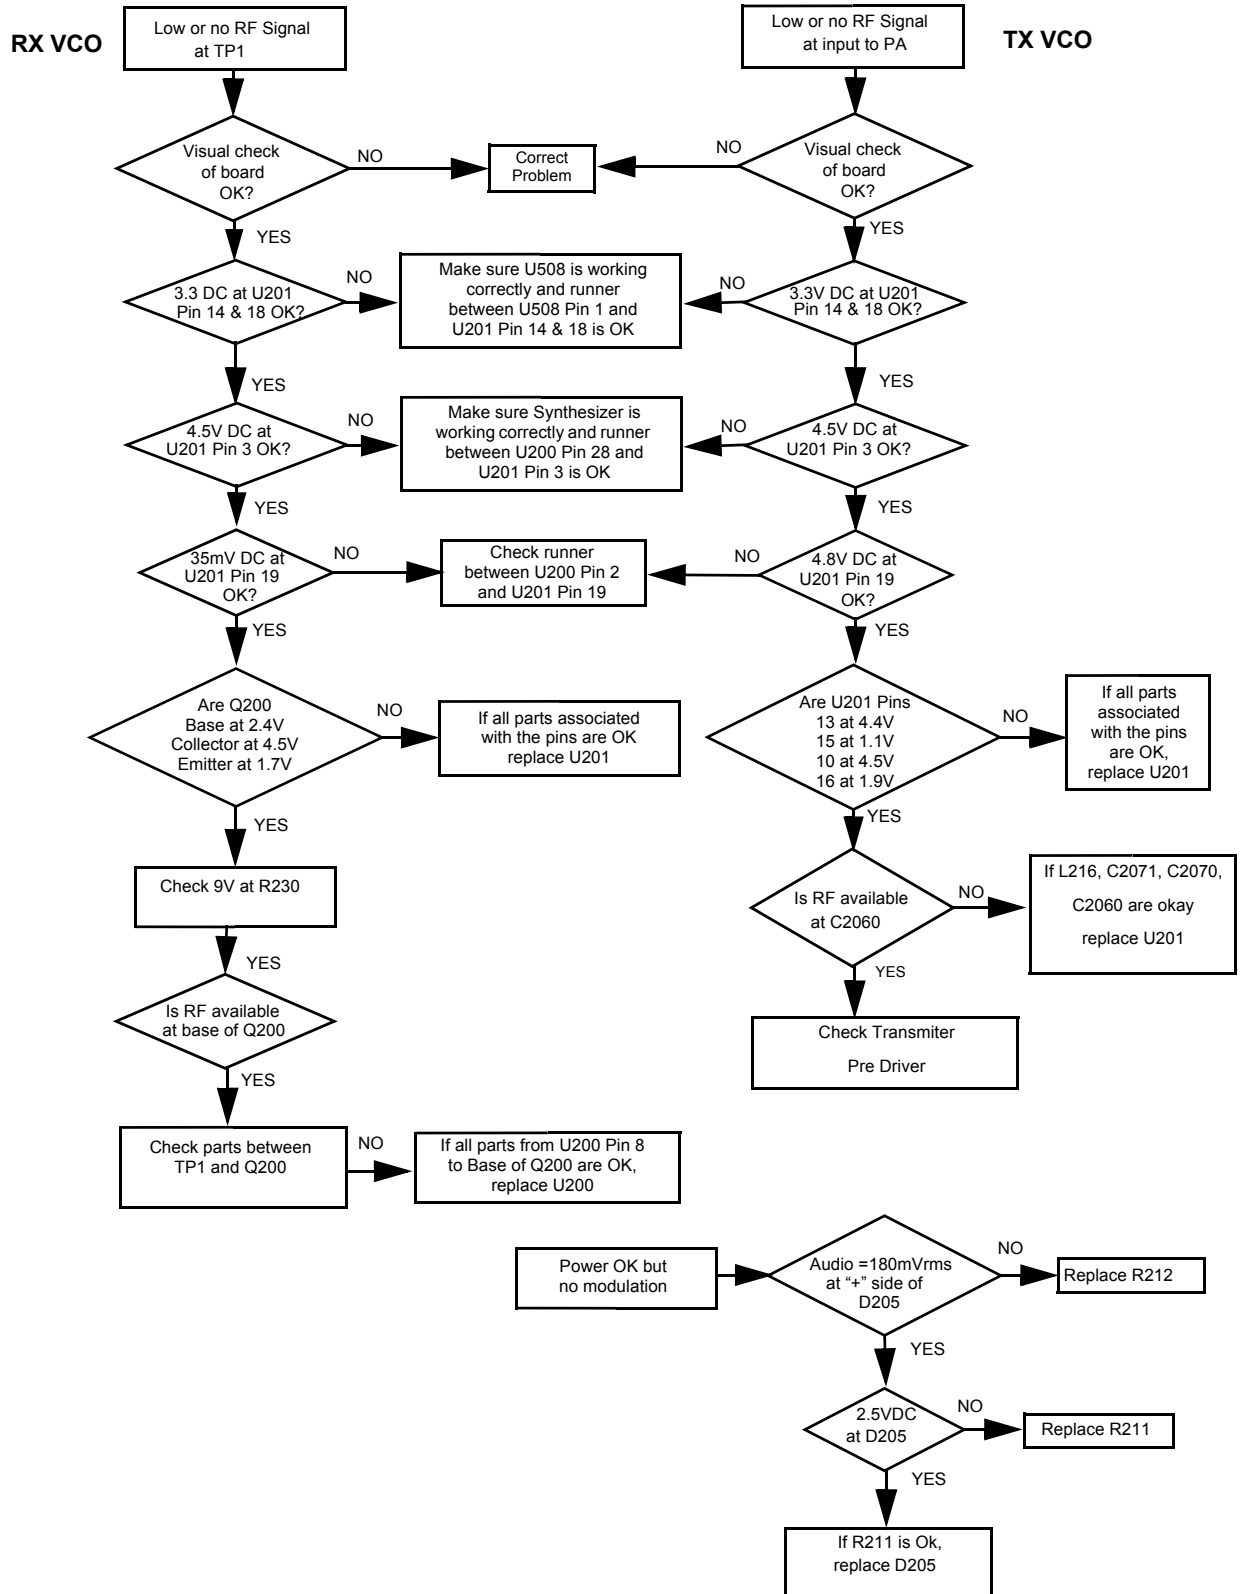 RX VCO
Low or no RF Signal
at TP1
Low or no RF Signal
at input to PA
TX VCO
Visual check
of board
OK?
NO
Correct
Problem
NO
Visual check
of board
OK?
YES
YES
3.3 DC at U201
Pin 14 & 18 OK?
NO
Make sure U508 is working
correctly and runner
between U508 Pin 1 and
U201 Pin 14 & 18 is OK
NO
3.3V DC at U201
Pin 14 & 18 OK?
YES
YES
4.5V DC at
U201 Pin 3 OK?
NO
Make sure Synthesizer is
working correctly and runner
between U200 Pin 28 and
U201 Pin 3 is OK
NO
4.5V DC at
U201 Pin 3 OK?
YES
YES
35mV DC at
U201 Pin 19
OK?
NO
Check runner
between U200 Pin 2
and U201 Pin 19
NO
4.8V DC at
U201 Pin 19
OK?
YES
YES
Are Q200
Base at 2.4V
Collector at 4.5V
Emitter at 1.7V
NO
If all parts associated
with the pins are OK
replace U201
Are U201 Pins
13 at 4.4V
15 at 1.1V
10 at 4.5V
16 at 1.9V
NO
If all parts
associated
with the pins
are OK,
replace U201
YES
YES
Check 9V at R230
Is RF available
at C2060
NO
If L216, C2071, C2070,
C2060 are okay
replace U201
YES
YES
Is RF available
at base of Q200
Check Transmiter
Pre Driver
YES
Check parts between
TP1 and Q200
NO
If all parts from U200 Pin 8
to Base of Q200 are OK,
replace U200
Power OK but
no modulation
Audio =180mVrms
at “+” side of
D205
NO
Replace R212
YES
2.5VDC
at D205
NO
Replace R211
YES
If R211 is Ok,
replace D205